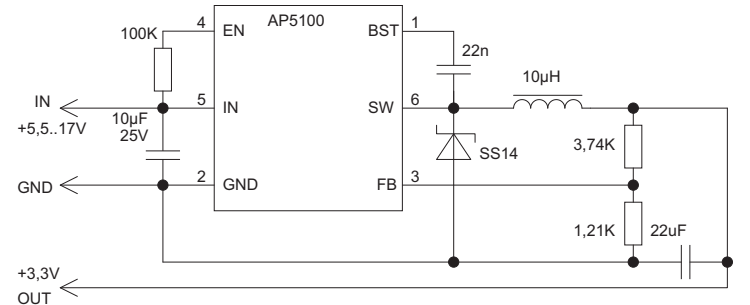 AP5100
4 EN
BST 1
100K
22n
10µH
IN
+5,5..17V
5 IN
SW 6
10µF
25V
SS14
3,74K
GND
2 GND
FB 3
1,21K
22uF
+3,3V
OUT